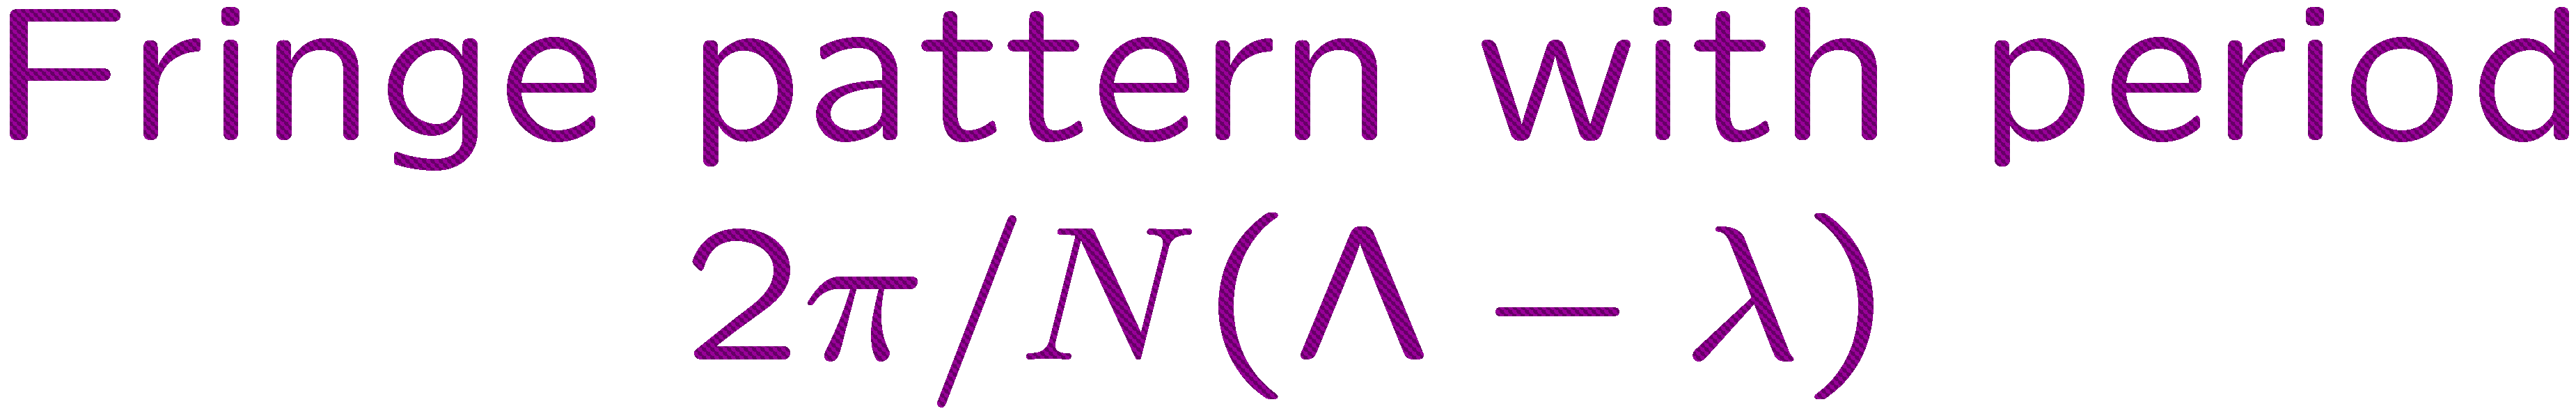 Fringe pattern with period
2π/N(Λ − λ)